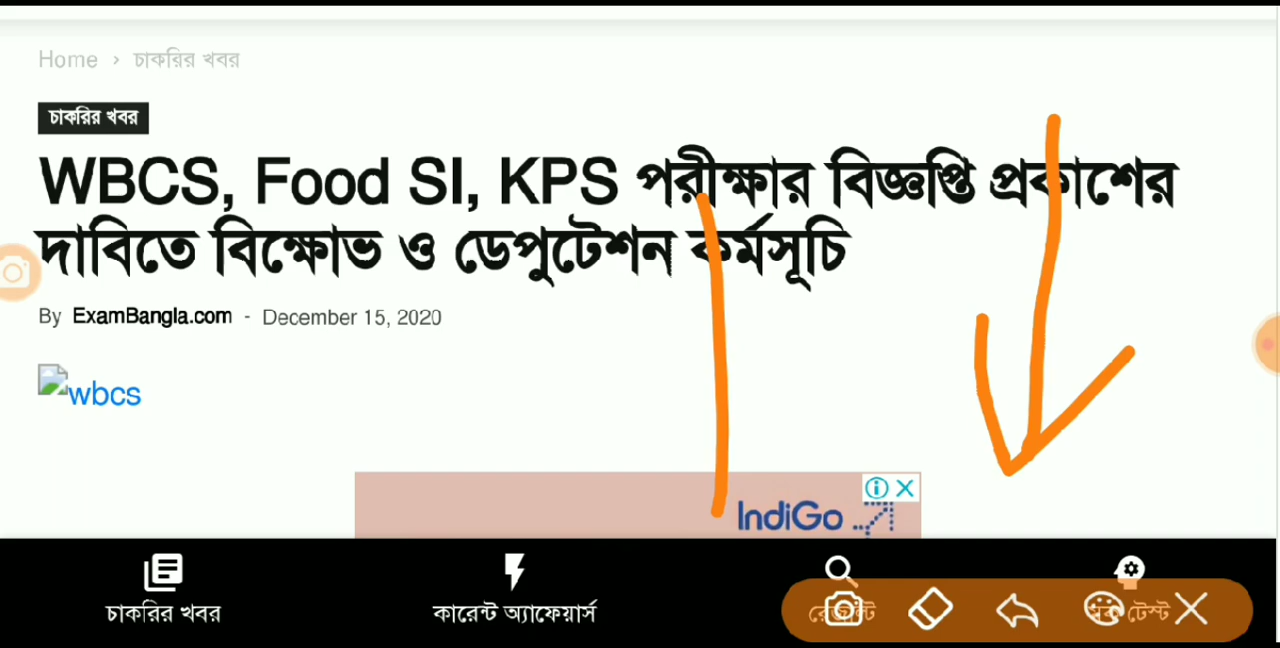 Home › চাকরির খবর
চাকরির খবর
WBCS, Food SI, KPS পরীক্ষার বিজ্ঞপ্তি প্রকাশের
দাবিতে বিক্ষোভ ও ডেপুটেশন কর্মসূচি
By ExamBangla.com - December 15, 2020
wbcs
IndiGo
চাকরির খবর
কারেন্ট অ্যাফেয়ার্স
টেস্ট